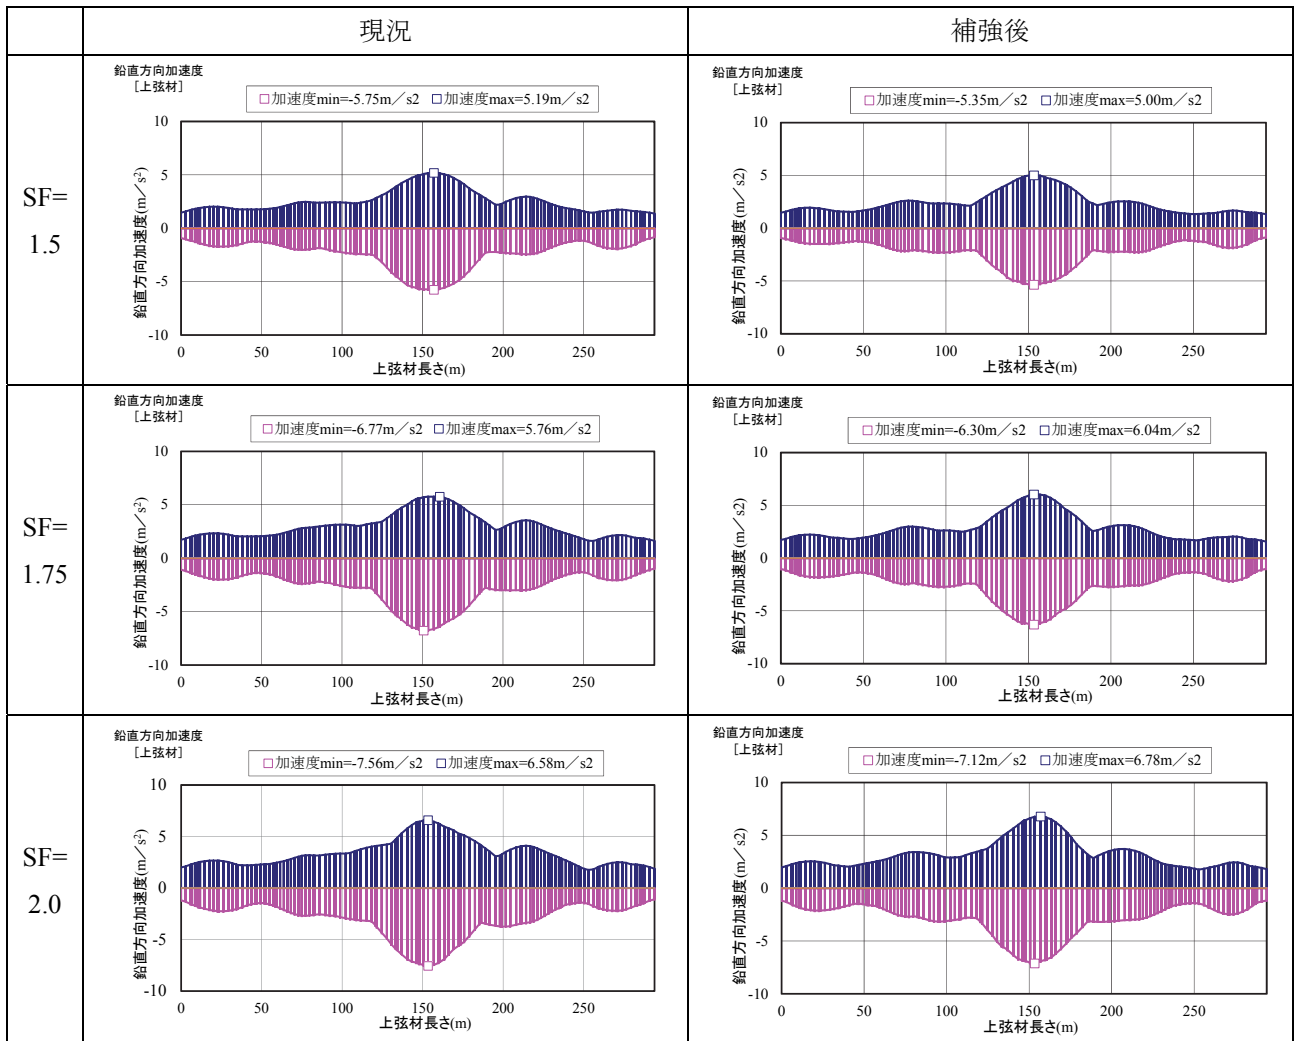 現況
補強後
SF=
1.5
鉛直方向加速度
[上弦材]
加速度min=-5.75m／s2 加速度max=5.19m／s2
鉛直方向加速度(m／s²)
10
5
0
-5
-10
0 50 100 150 200 250
上弦材長さ(m)
鉛直方向加速度
[上弦材]
加速度min=-5.35m／s2 加速度max=5.00m／s2
鉛直方向加速度(m／s2)
10
5
0
-5
-10
0 50 100 150 200 250
上弦材長さ(m)
SF=
1.75
鉛直方向加速度
[上弦材]
加速度min=-6.77m／s2 加速度max=5.76m／s2
鉛直方向加速度(m／s²)
10
5
0
-5
-10
0 50 100 150 200 250
上弦材長さ(m)
鉛直方向加速度
[上弦材]
加速度min=-6.30m／s2 加速度max=6.04m／s2
鉛直方向加速度(m／s2)
10
5
0
-5
-10
0 50 100 150 200 250
上弦材長さ(m)
SF=
2.0
鉛直方向加速度
[上弦材]
加速度min=-7.56m／s2 加速度max=6.58m／s2
鉛直方向加速度(m／s²)
10
5
0
-5
-10
0 50 100 150 200 250
上弦材長さ(m)
鉛直方向加速度
[上弦材]
加速度min=-7.12m／s2 加速度max=6.78m／s2
鉛直方向加速度(m／s2)
10
5
0
-5
-10
0 50 100 150 200 250
上弦材長さ(m)